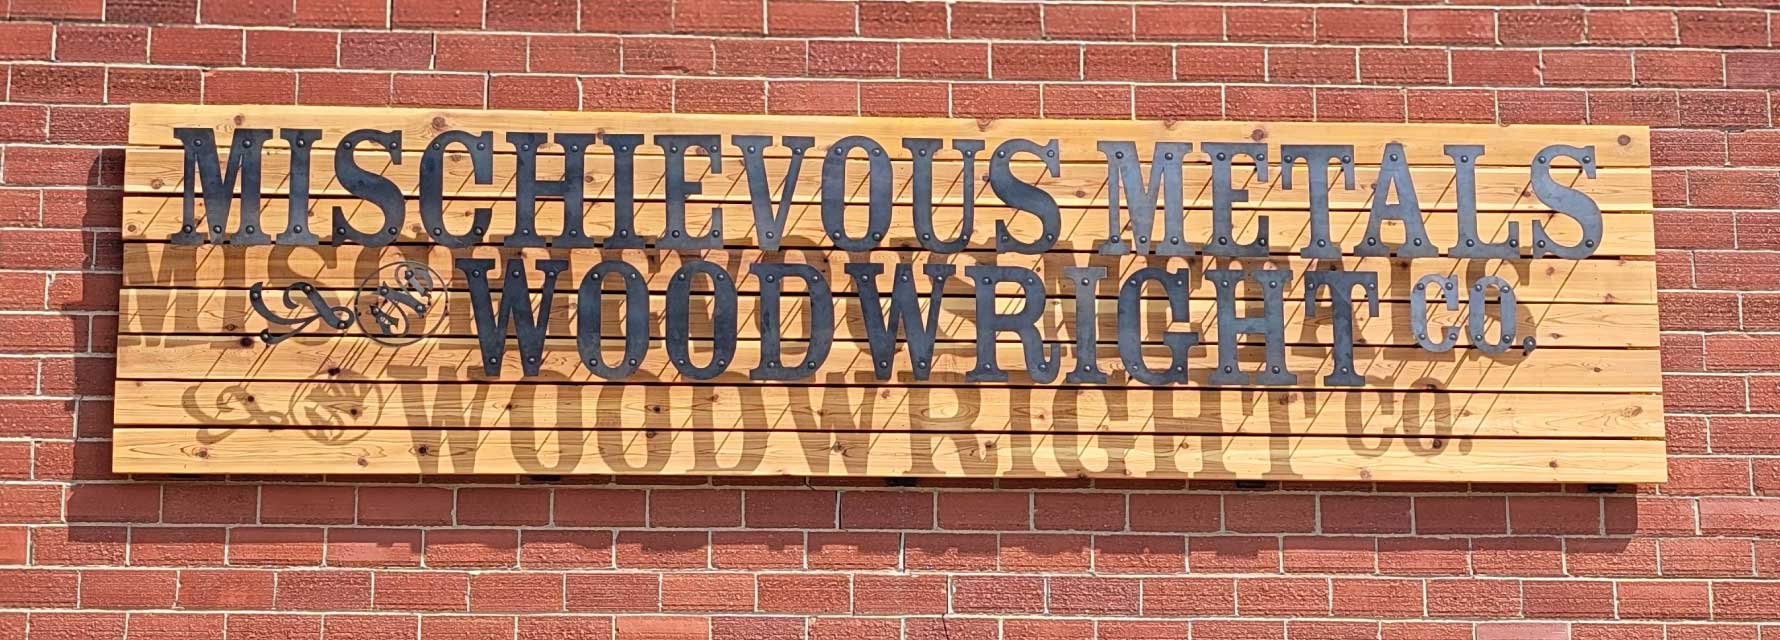 MISCHIEVOUS METALS
& WOODWRIGHT CO.